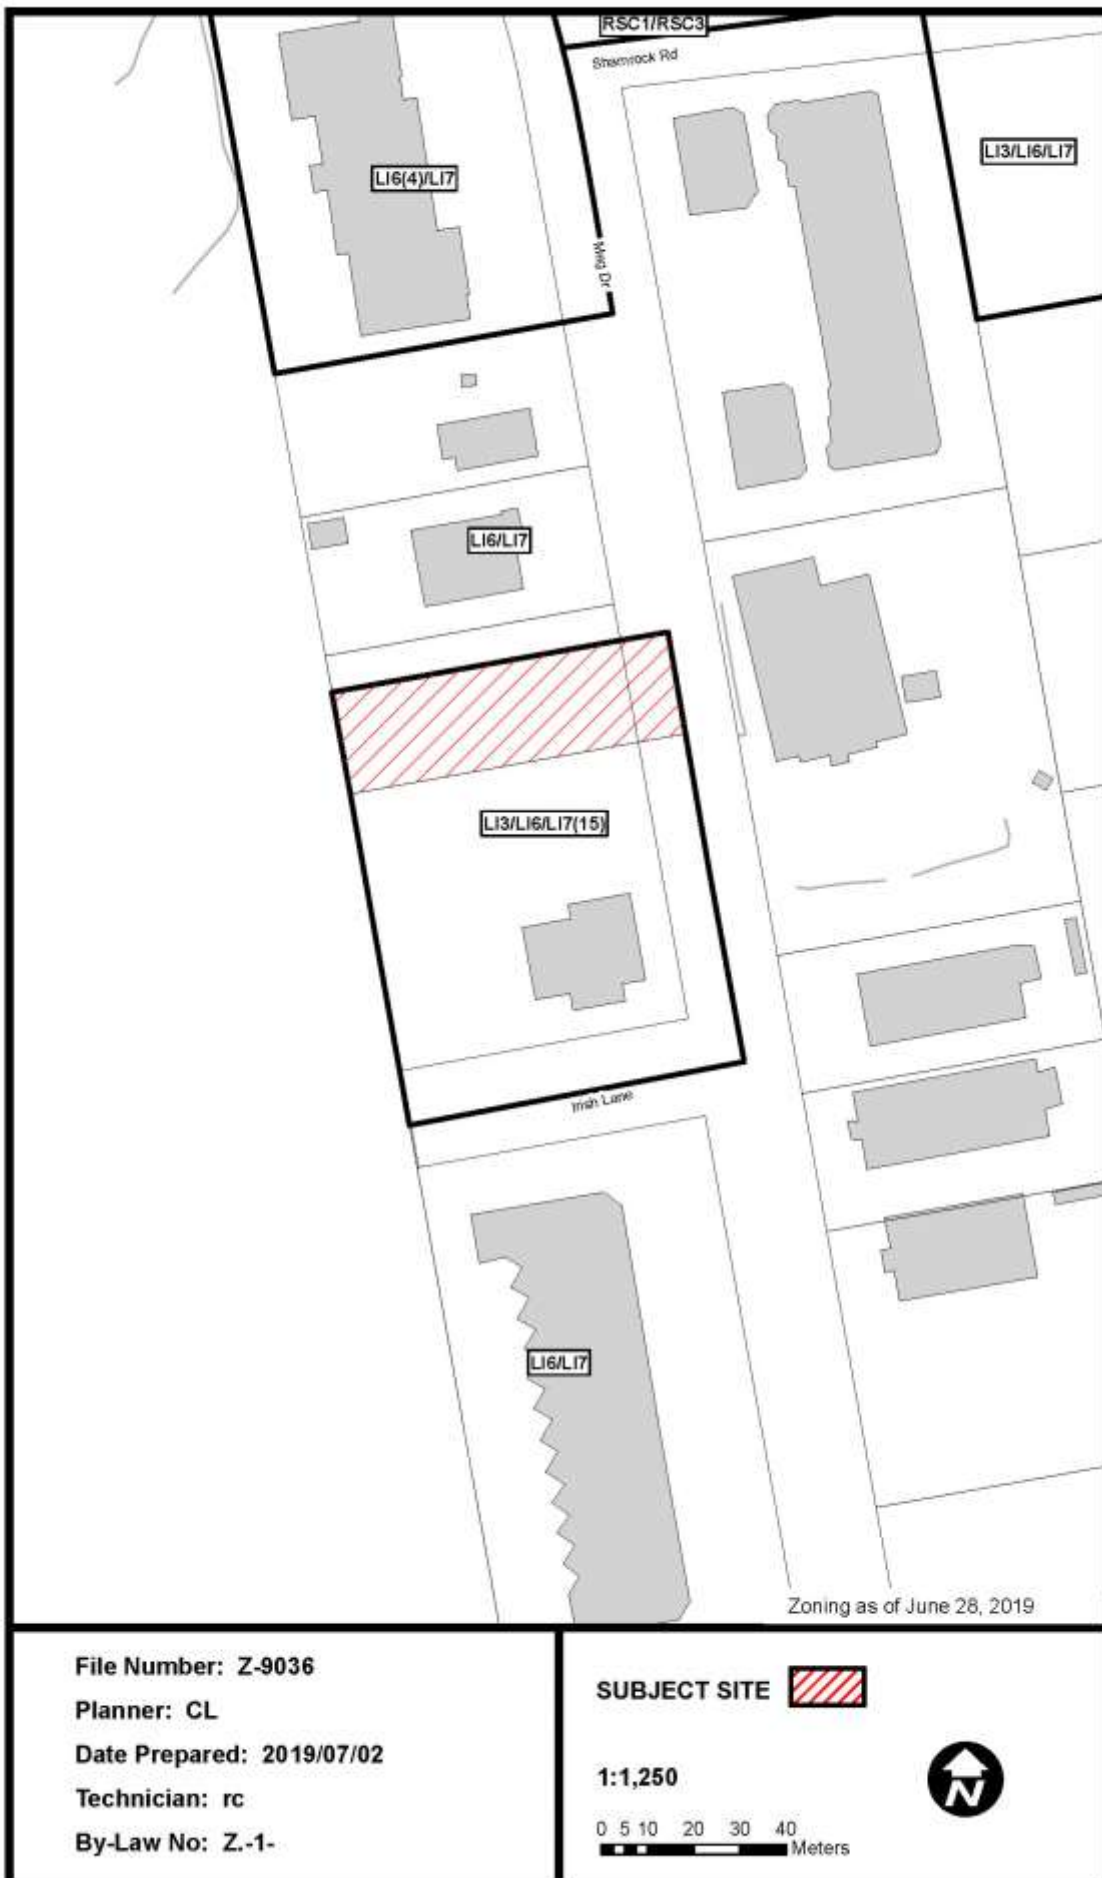 RSC1/RSC3
Shamrock Rd
LI3/LI6/LI7
LI6(4)/LI7
Meg Dr
LI6/LI7
LI3/LI6/LI7(15)
Irish Lane
LI6/LI7
Zoning as of June 28, 2019
File Number: Z-9036
Planner: CL
Date Prepared: 2019/07/02
Technician: rc
By-Law No: Z.-1-
SUBJECT SITE
1:1,250
0 5 10 20 30 40
Meters
N